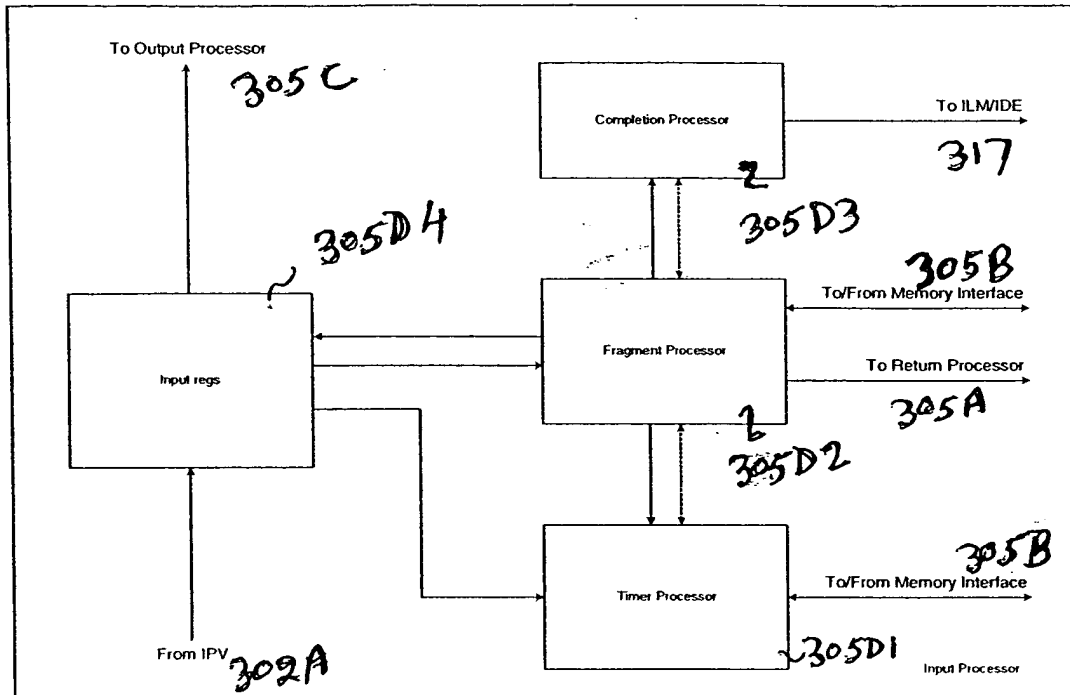 To Output Processor
305C
Completion Processor
To ILM/IDE
317
305D3
305D4
305B
To/From Memory Interface
Input regs
Fragment Processor
To Return Processor
305A
305D2
305B
To/From Memory Interface
Timer Processor
From IPV
302A
305D1
Input Processor